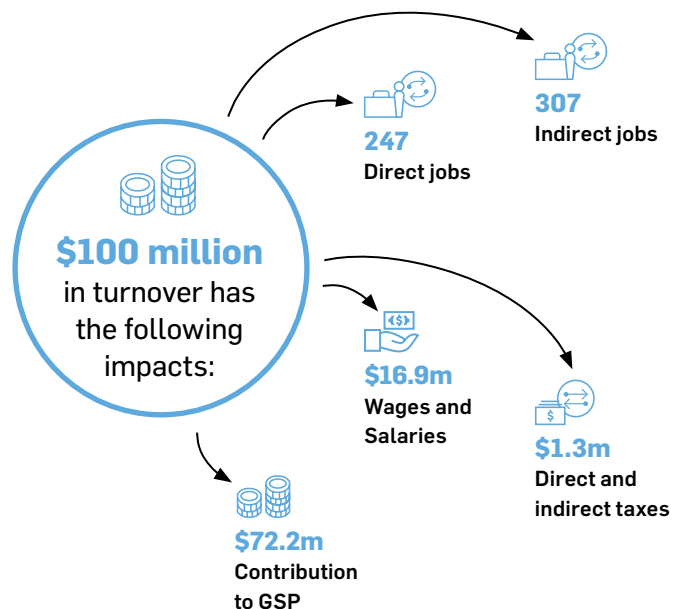 $100 million
in turnover has
the following
impacts:
247
Direct jobs
307
Indirect jobs
$16.9m
Wages and
Salaries
$1.3m
Direct and
indirect taxes
$72.2m
Contribution
to GSP